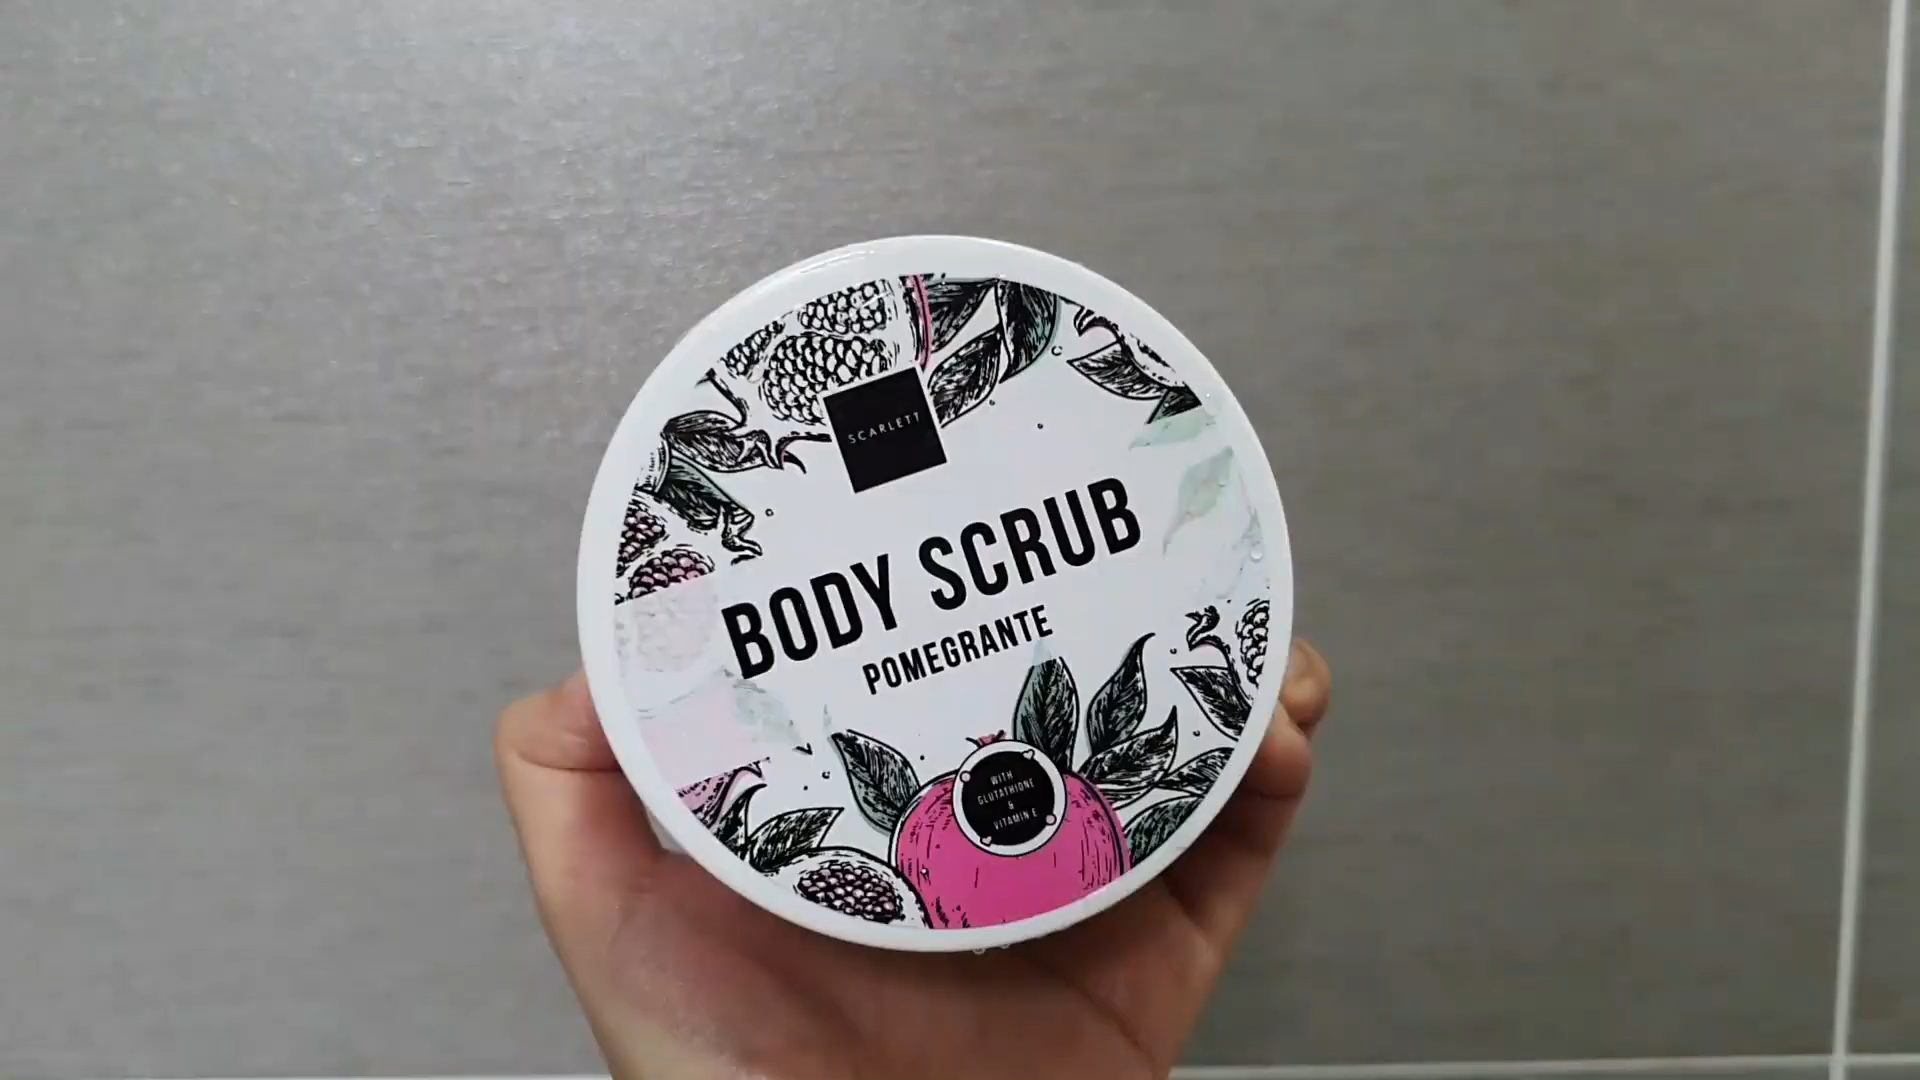 SCARLETT
BODY SCRUB
POMEGRANTE
WITH
GLUTATHIONE
&
VITAMIN E